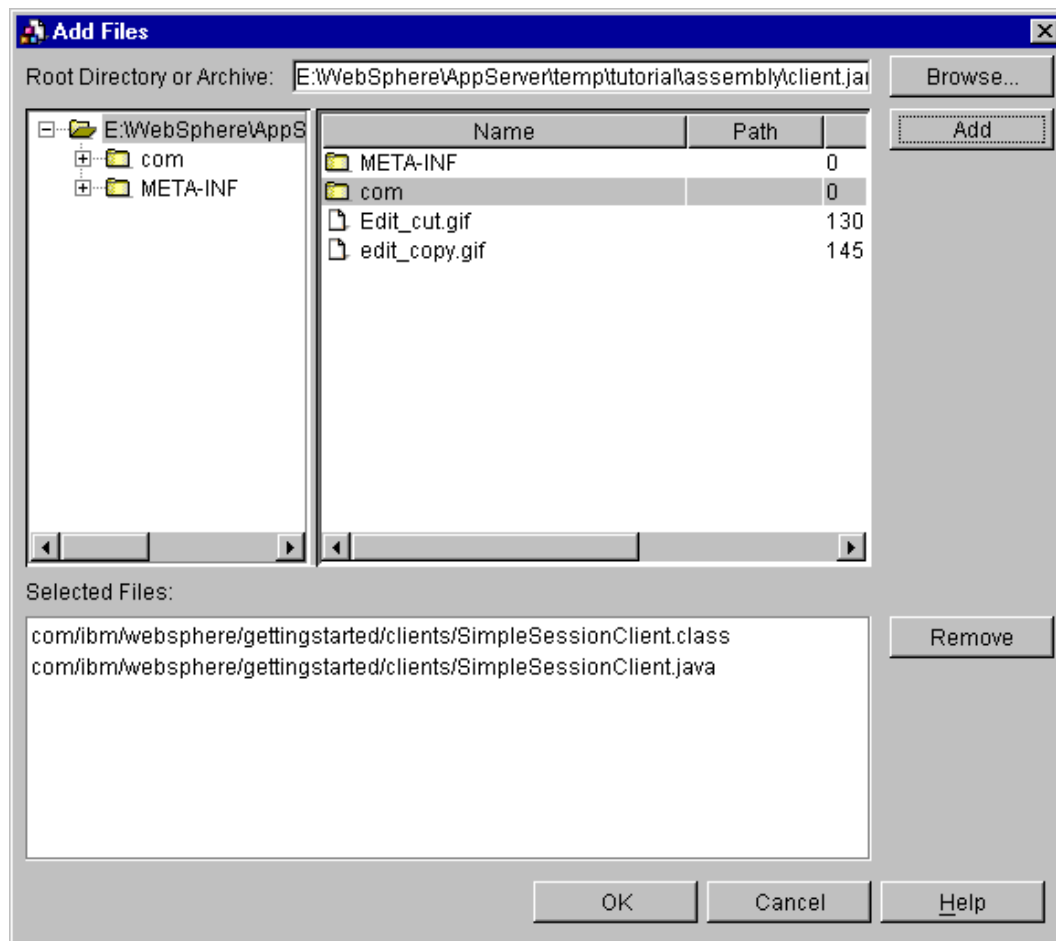 Add Files
Root Directory or Archive: E:\WebSphere\AppServer\temp\tutorial\assembly\client.jar Browse...
E:\WebSphere\AppS
com
META-INF
Name Path
META-INF 0
com 0
Edit_cut.gif 130
edit_copy.gif 145
Add
Selected Files:
com/ibm/websphere/gettingstarted/clients/SimpleSessionClient.class
com/ibm/websphere/gettingstarted/clients/SimpleSessionClient.java
Remove
OK Cancel Help